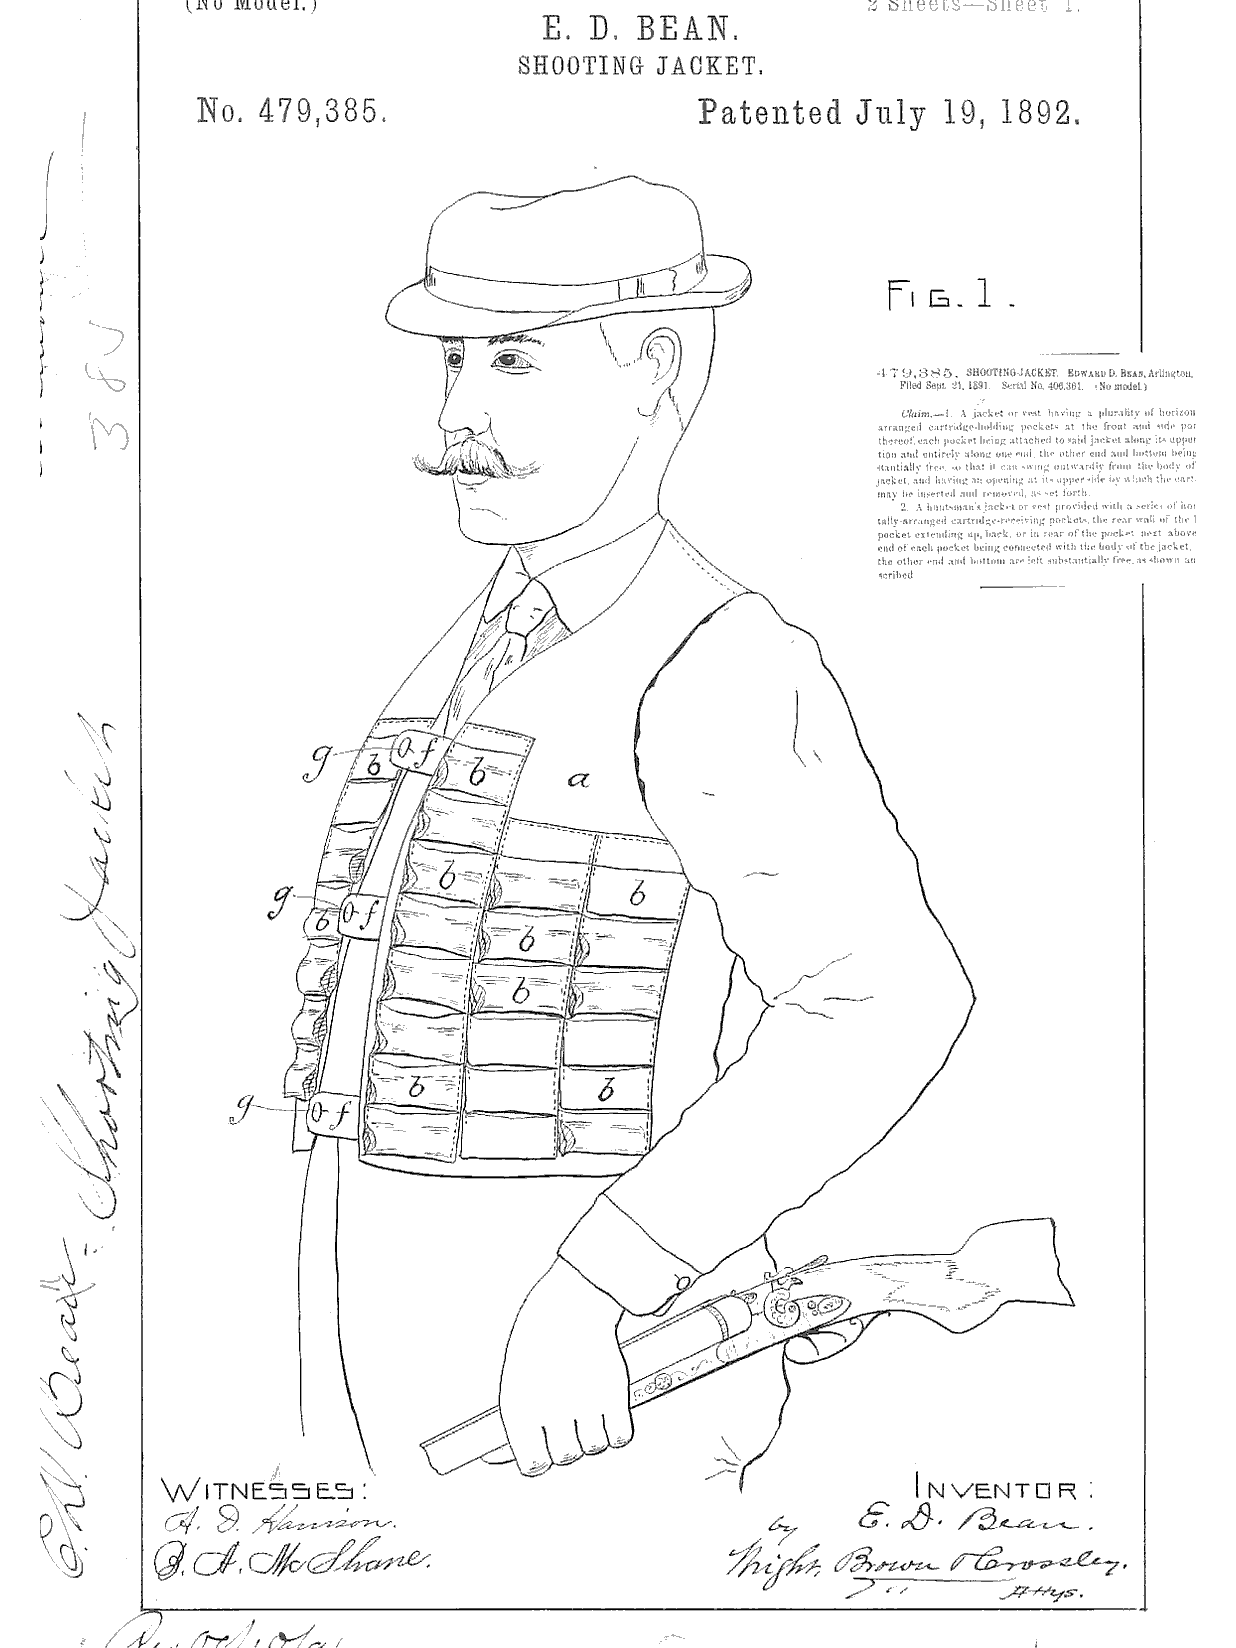 (No Model.)
2 Sheets—Sheet 1.
E. D. BEAN.
SHOOTING JACKET.
No. 479,385.
Patented July 19, 1892.
FIG. 1.
479,385. SHOOTING-JACKET. EDWARD D. BEAN, Arlington,
Filed Sept. 21, 1891. Serial No. 406,361. (No model.)
Claim.—1. A jacket or vest having a plurality of horizon
arranged cartridge-holding pockets at the front and side por
thereof, each pocket being attached to said jacket along its upper
tion and entirely along one end, the other end and bottom being
stantially free, so that it can swing outwardly from the body of
jacket, and having an opening at its upper side by which the cart
may be inserted and removed, as set forth.
2. A huntsman's jacket or vest provided with a series of hor
tally-arranged cartridge-receiving pockets, the rear wall of the
pocket extending up, back, or in rear of the pocket next above
end of each pocket being connected with the body of the jacket,
the other end and bottom are left substantially free, as shown an
scribed
38
g
O f
b
b
a
b
b
g
O f
b
b
b
b
b
g
O f
Shooting Jacket
WITNESSES:
A. D. Harrison.
B. A. McShane.
INVENTOR:
E. D. Bean.
by
Wright, Brown & Crossley.
Attys.